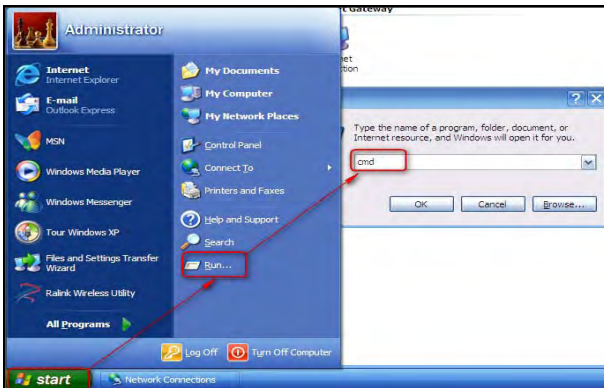 Administrator
Internet
Internet Explorer
E-mail
Outlook Express
MSN
Windows Media Player
Windows Messenger
Tour Windows XP
Files and Settings Transfer
Wizard
Ralink Wireless Utility
All Programs
My Documents
My Computer
My Network Places
Control Panel
Connect To
Printers and Faxes
Help and Support
Search
Run...
Log Off
Turn Off Computer
start
Network Connections
Gateway
Type the name of a program, folder, document, or
Internet resource, and Windows will open it for you.
cmd
OK
Cancel
Browse...